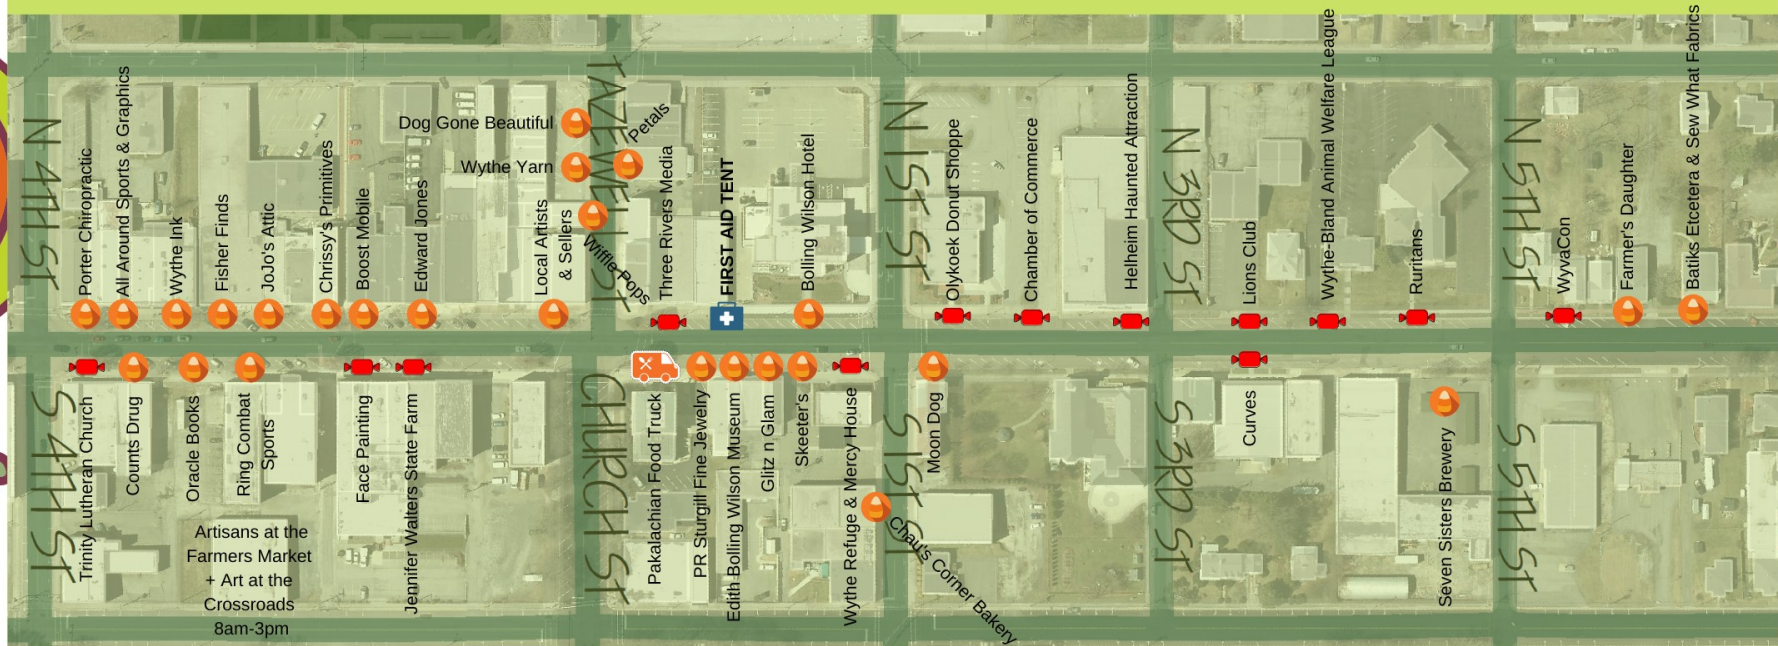 N 4TH ST
Porter Chiropractic
All Around Sports & Graphics
Wythe Ink
Fisher Finds
JoJo's Attic
Chrissy's Primitives
Boost Mobile
Edward Jones
Dog Gone Beautiful
Wythe Yarn
Local Artists
& Sellers
TAZEWELL ST
Petals
Wiffle Pops
Three Rivers Media
FIRST AID TENT
Bolling Wilson Hotel
N 1ST ST
Olykoek Donut Shoppe
Chamber of Commerce
Helheim Haunted Attraction
N 3RD ST
Lions Club
Wythe-Bland Animal Welfare League
Ruritans
N 5TH ST
WyvaCon
Farmer's Daughter
Batiks Etcetera & Sew What Fabrics
S 4TH ST
Trinity Lutheran Church
Counts Drug
Oracle Books
Ring Combat
Sports
Artisans at the
Farmers Market
+ Art at the
Crossroads
8am-3pm
Face Painting
Jennifer Walters State Farm
CHURCH ST
Pakalachian Food Truck
PR Sturgill Fine Jewelry
Edith Bolling Wilson Museum
Glitz n Glam
Skeeter's
Wythe Refuge & Mercy House
S 1ST ST
Moon Dog
Chau's Corner Bakery
S 3RD ST
Curves
Seven Sisters Brewery
S 5TH ST